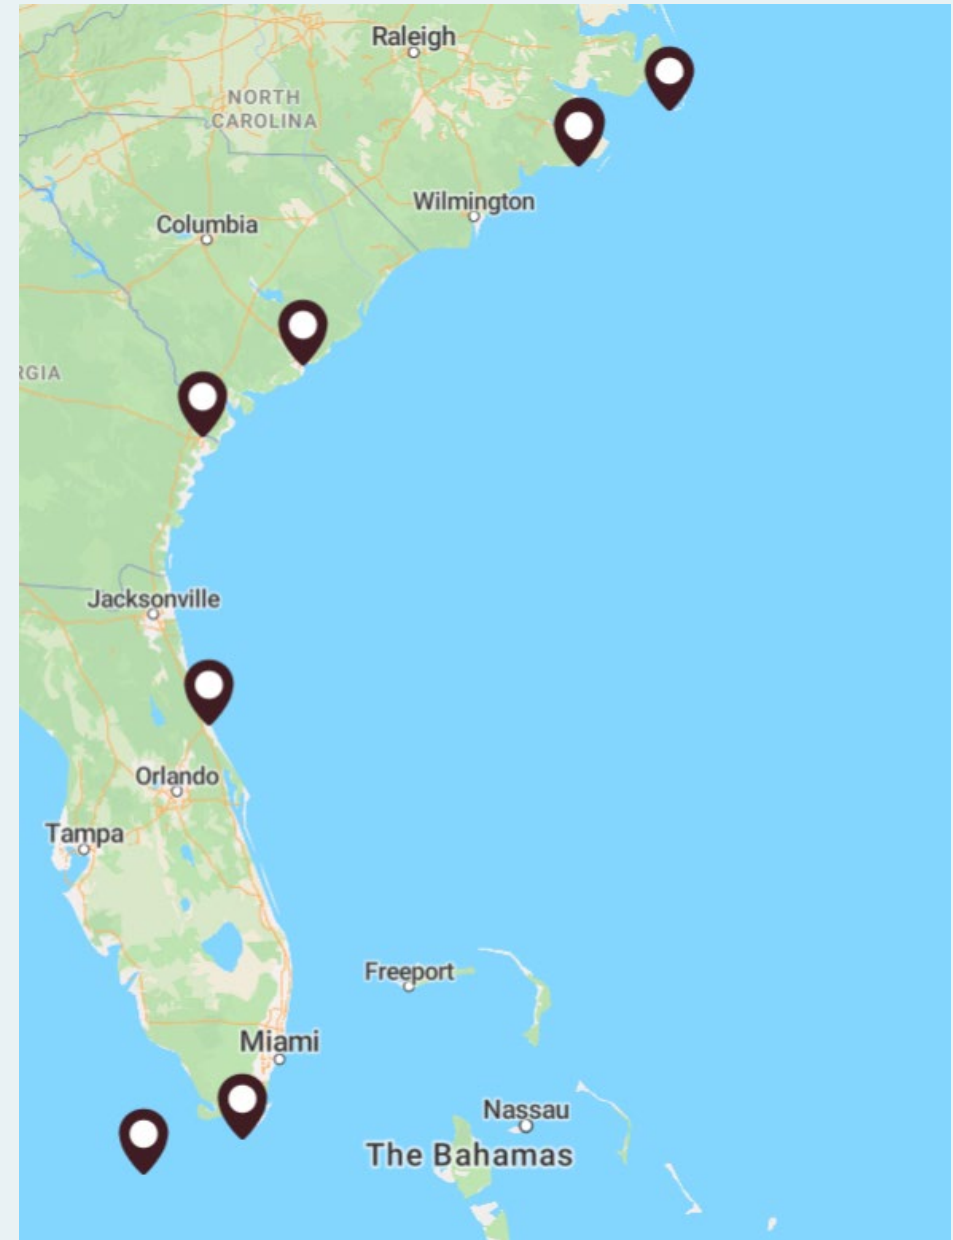 Raleigh
NORTH
CAROLINA
Wilmington
Columbia
RGIA
Jacksonville
Orlando
Tampa
Freeport
Miami
Nassau
The Bahamas